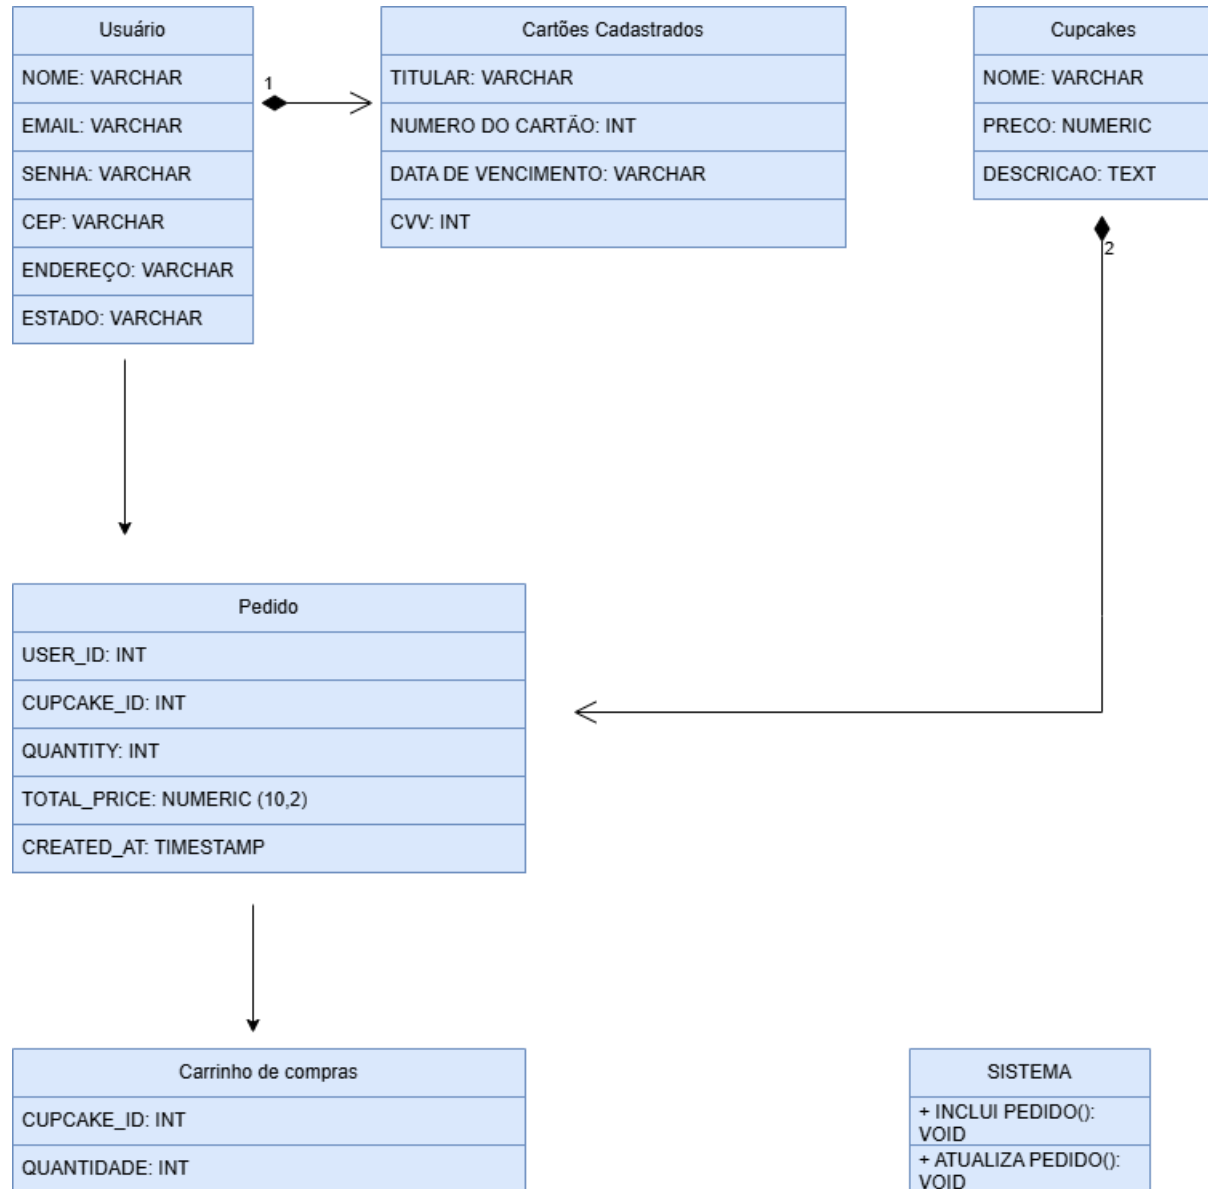 Usuário
NOME: VARCHAR
EMAIL: VARCHAR
SENHA: VARCHAR
CEP: VARCHAR
ENDEREÇO: VARCHAR
ESTADO: VARCHAR
1
Cartões Cadastrados
TITULAR: VARCHAR
NUMERO DO CARTÃO: INT
DATA DE VENCIMENTO: VARCHAR
CVV: INT
Cupcakes
NOME: VARCHAR
PRECO: NUMERIC
DESCRICAO: TEXT
2
Pedido
USER_ID: INT
CUPCAKE_ID: INT
QUANTITY: INT
TOTAL_PRICE: NUMERIC (10,2)
CREATED_AT: TIMESTAMP
Carrinho de compras
CUPCAKE_ID: INT
QUANTIDADE: INT
SISTEMA
+ INCLUI PEDIDO():
VOID
+ ATUALIZA PEDIDO():
VOID